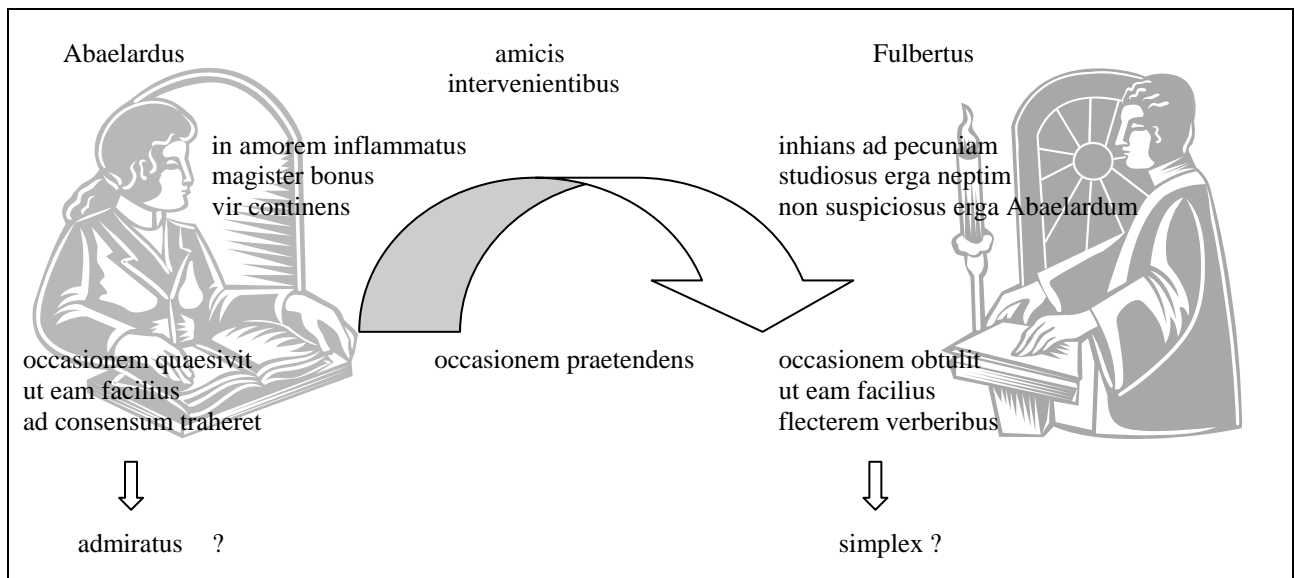 Abaelardus
amicis
intervenientibus
Fulbertus
in amorem inflammatus
magister bonus
vir continens
inhians ad pecuniam
studiosus erga neptim
non suspiciosus erga Abaelardum
occasionem quaesivit
ut eam facilius
ad consensum traheret
occasionem praetendens
occasionem obtulit
ut eam facilius
flecterem verberibus
admiratus ?
simplex ?